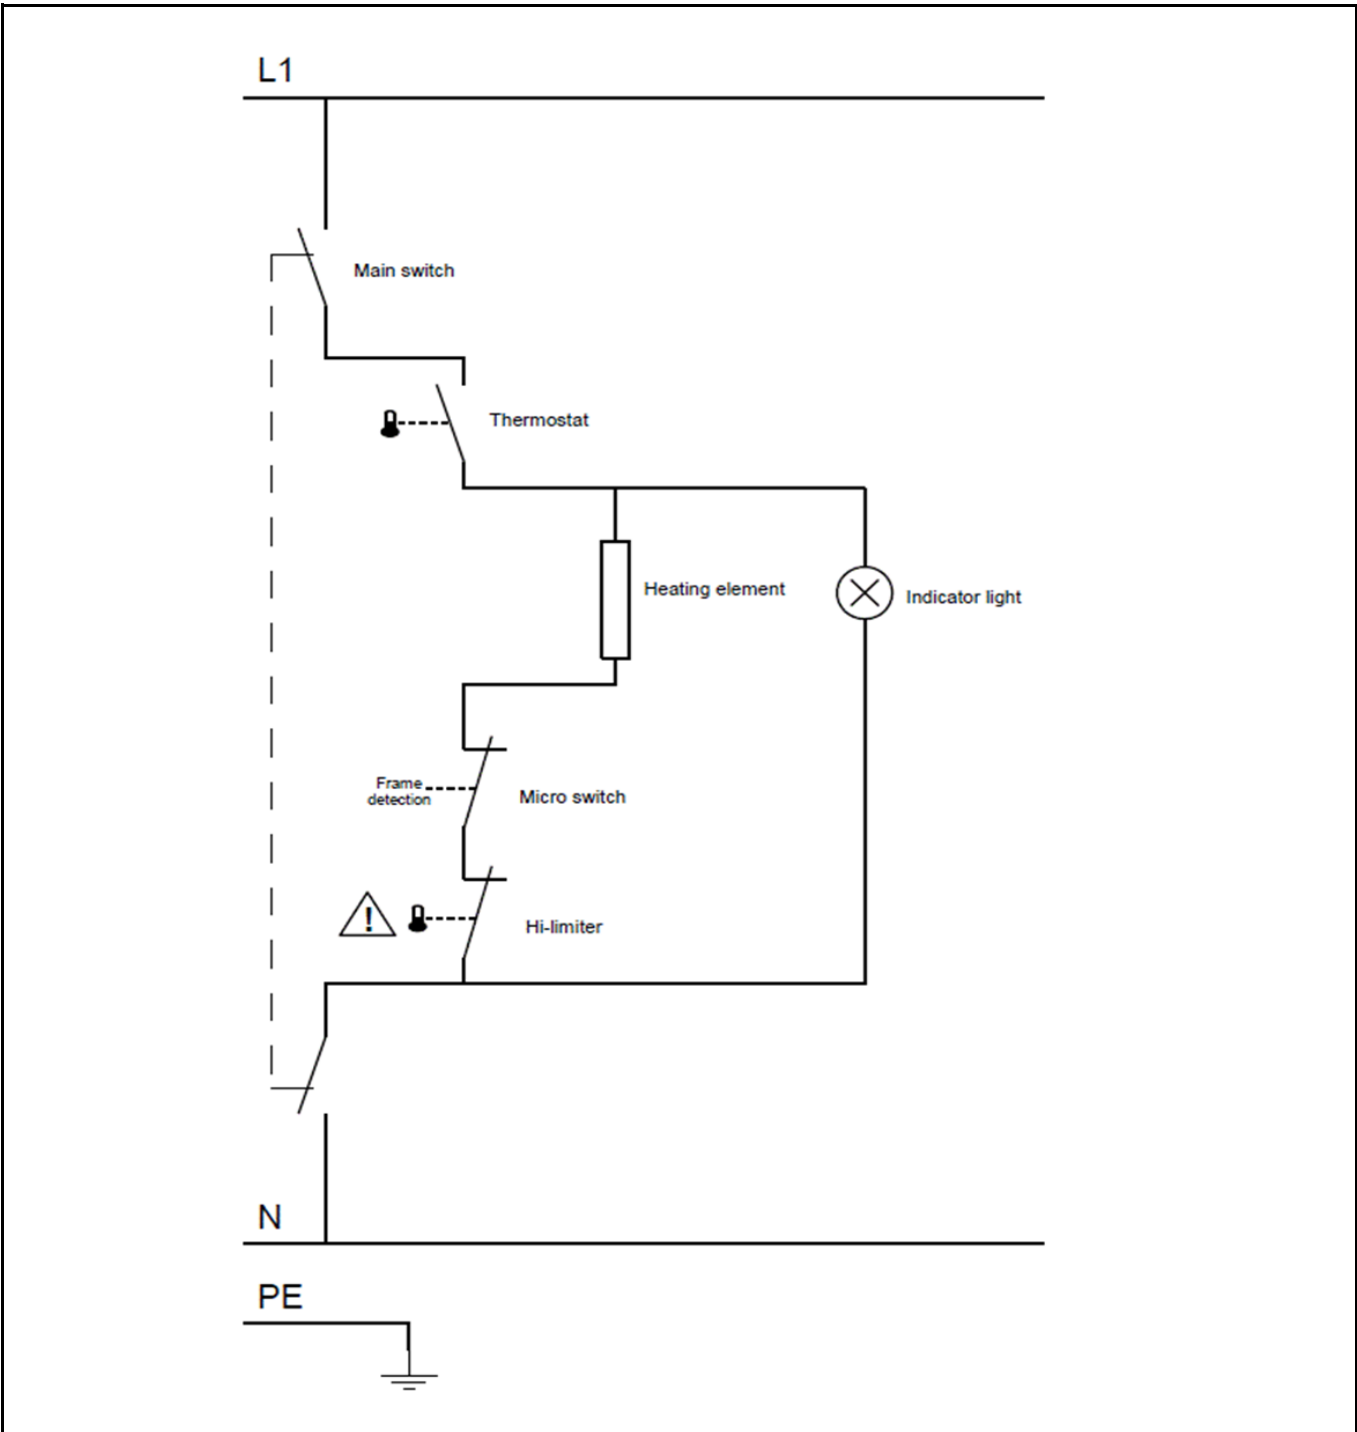 L1
Main switch
Thermostat
Heating element
Indicator light
Frame
detection
Micro switch
!
Hi-limiter
N
PE